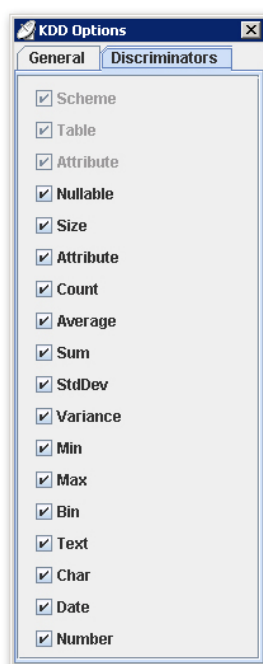 KDD Options
General Discriminators
Scheme
Table
Attribute
Nullable
Size
Attribute
Count
Average
Sum
StdDev
Variance
Min
Max
Bin
Text
Char
Date
Number